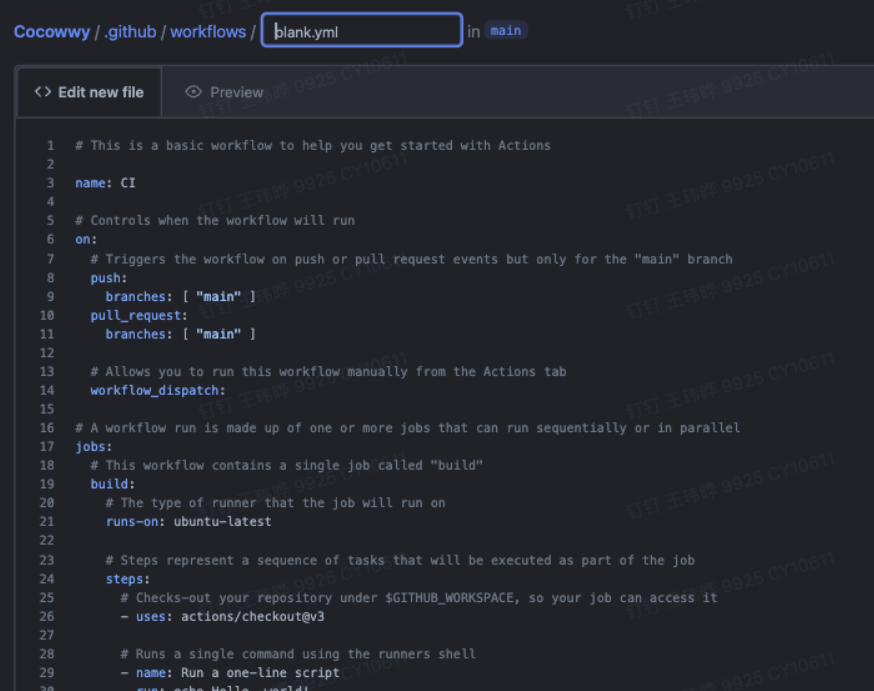 Cocowwy / .github / workflows / blank.yml in main
Edit new file Preview
1 # This is a basic workflow to help you get started with Actions
2
3 name: CI
4
5 # Controls when the workflow will run
6 on:
7 # Triggers the workflow on push or pull request events but only for the "main" branch
8 push:
9 branches: [ "main" ]
10 pull_request:
11 branches: [ "main" ]
12
13 # Allows you to run this workflow manually from the Actions tab
14 workflow_dispatch:
15
16 # A workflow run is made up of one or more jobs that can run sequentially or in parallel
17 jobs:
18 # This workflow contains a single job called "build"
19 build:
20 # The type of runner that the job will run on
21 runs-on: ubuntu-latest
22
23 # Steps represent a sequence of tasks that will be executed as part of the job
24 steps:
25 # Checks-out your repository under $GITHUB_WORKSPACE, so your job can access it
26 - uses: actions/checkout@v3
27
28 # Runs a single command using the runners shell
29 - name: Run a one-line script
30 run: echo Hello, world!
钉钉 王玮晔 9925 CY10611